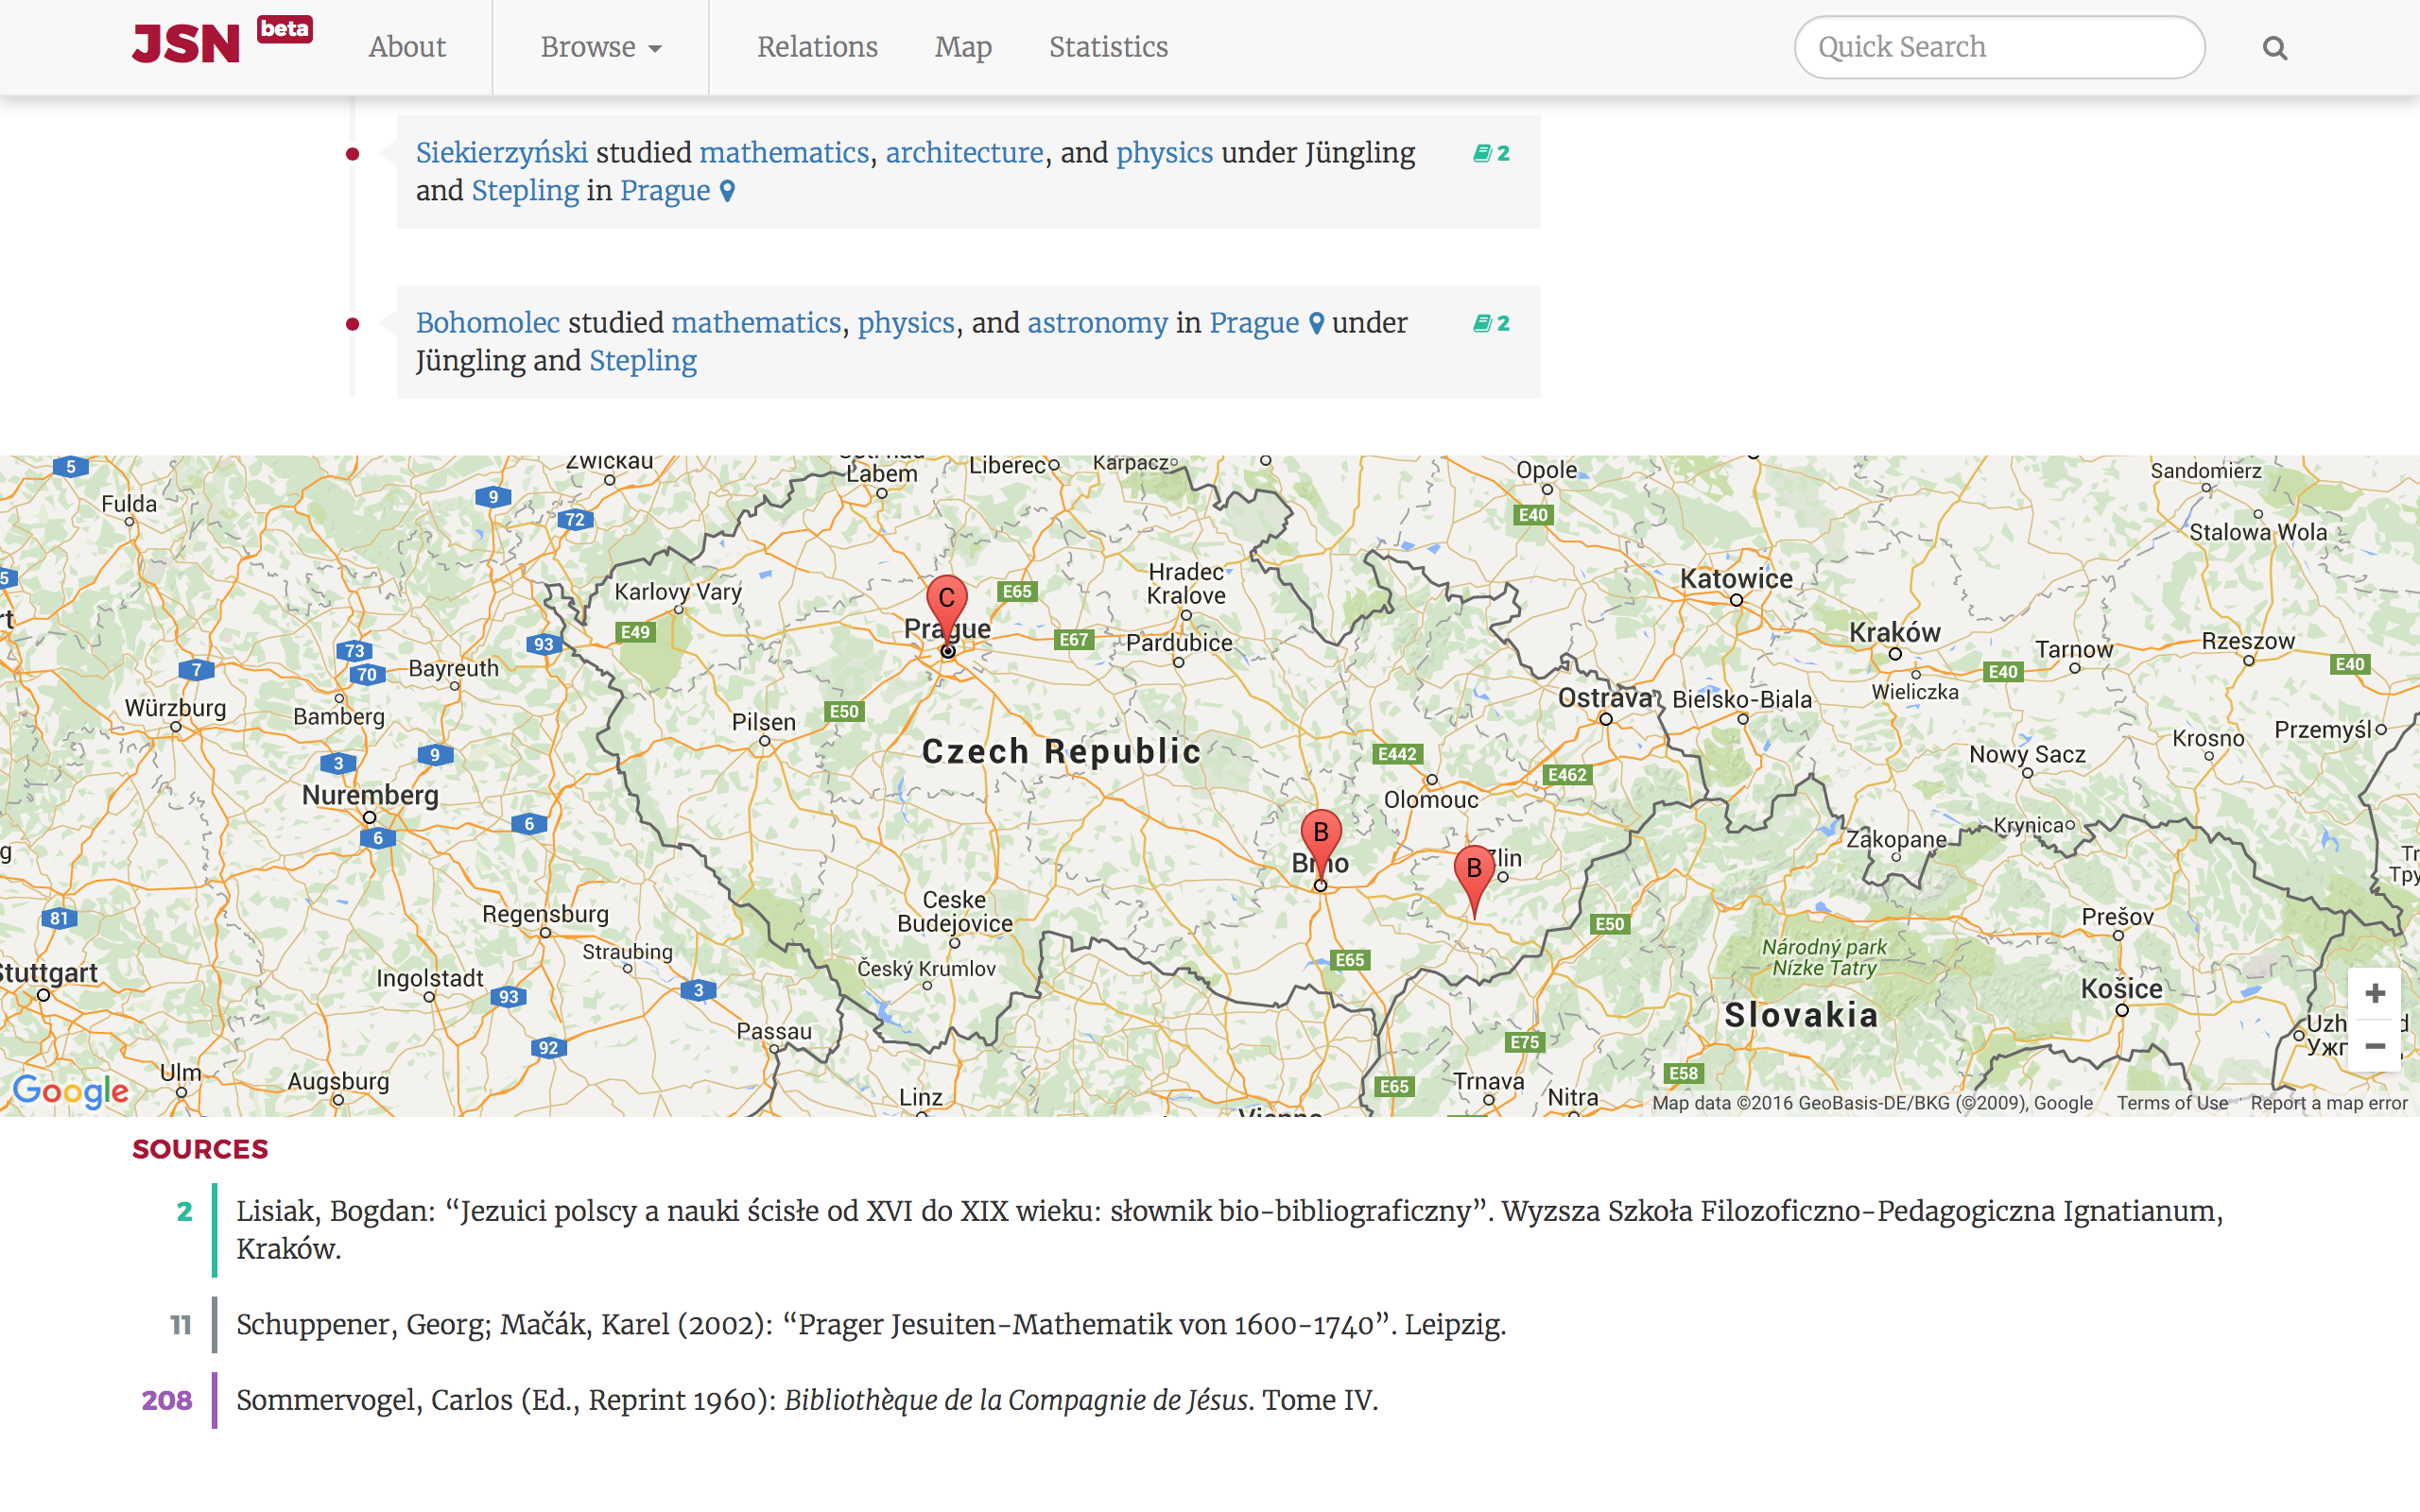 JSN beta About Browse Relations Map Statistics Quick Search
Siekierzyński studied mathematics, architecture, and physics under Jüngling 2
and Stepling in Prague
Bohomolec studied mathematics, physics, and astronomy in Prague under 2
Jüngling and Stepling
5 Zwickau Labem Liberec Karpacz Opole Sandomierz
Fulda 9 72 E40 Stalowa Wola
5 Karlovy Vary C E65 Hradec
Kralove Katowice
E49 Prague E67 Pardubice Kraków Tarnow Rzeszow
73 93 E40 E40
7 70 Bayreuth Wieliczka
Würzburg Bamberg Pilsen E50 Ostrava Bielsko-Biala Krosno Przemyśl
3 9 Czech Republic E442 E462 Nowy Sacz
Nuremberg Olomouc
6 6 B Zakopane Krynica
Brno B
81 Regensburg Ceske
Budejovice E50 Prešov
Straubing E65 Národný park
Nízke Tatry
Stuttgart Ingolstadt 93 3 Český Krumlov Košice
Passau Slovakia
92 E75
Ulm Augsburg E65 Trnava E58
Google Linz Nitra Map data ©2016 GeoBasis-DE/BKG (©2009), Google Terms of Use Report a map error
SOURCES
2 Lisiak, Bogdan: “Jezuici polscy a nauki ścisłe od XVI do XIX wieku: słownik bio-bibliograficzny”. Wyzsza Szkoła Filozoficzno-Pedagogiczna Ignatianum,
Kraków.
11 Schuppener, Georg; Mačák, Karel (2002): “Prager Jesuiten-Mathematik von 1600-1740”. Leipzig.
208 Sommervogel, Carlos (Ed., Reprint 1960): Bibliothèque de la Compagnie de Jésus. Tome IV.